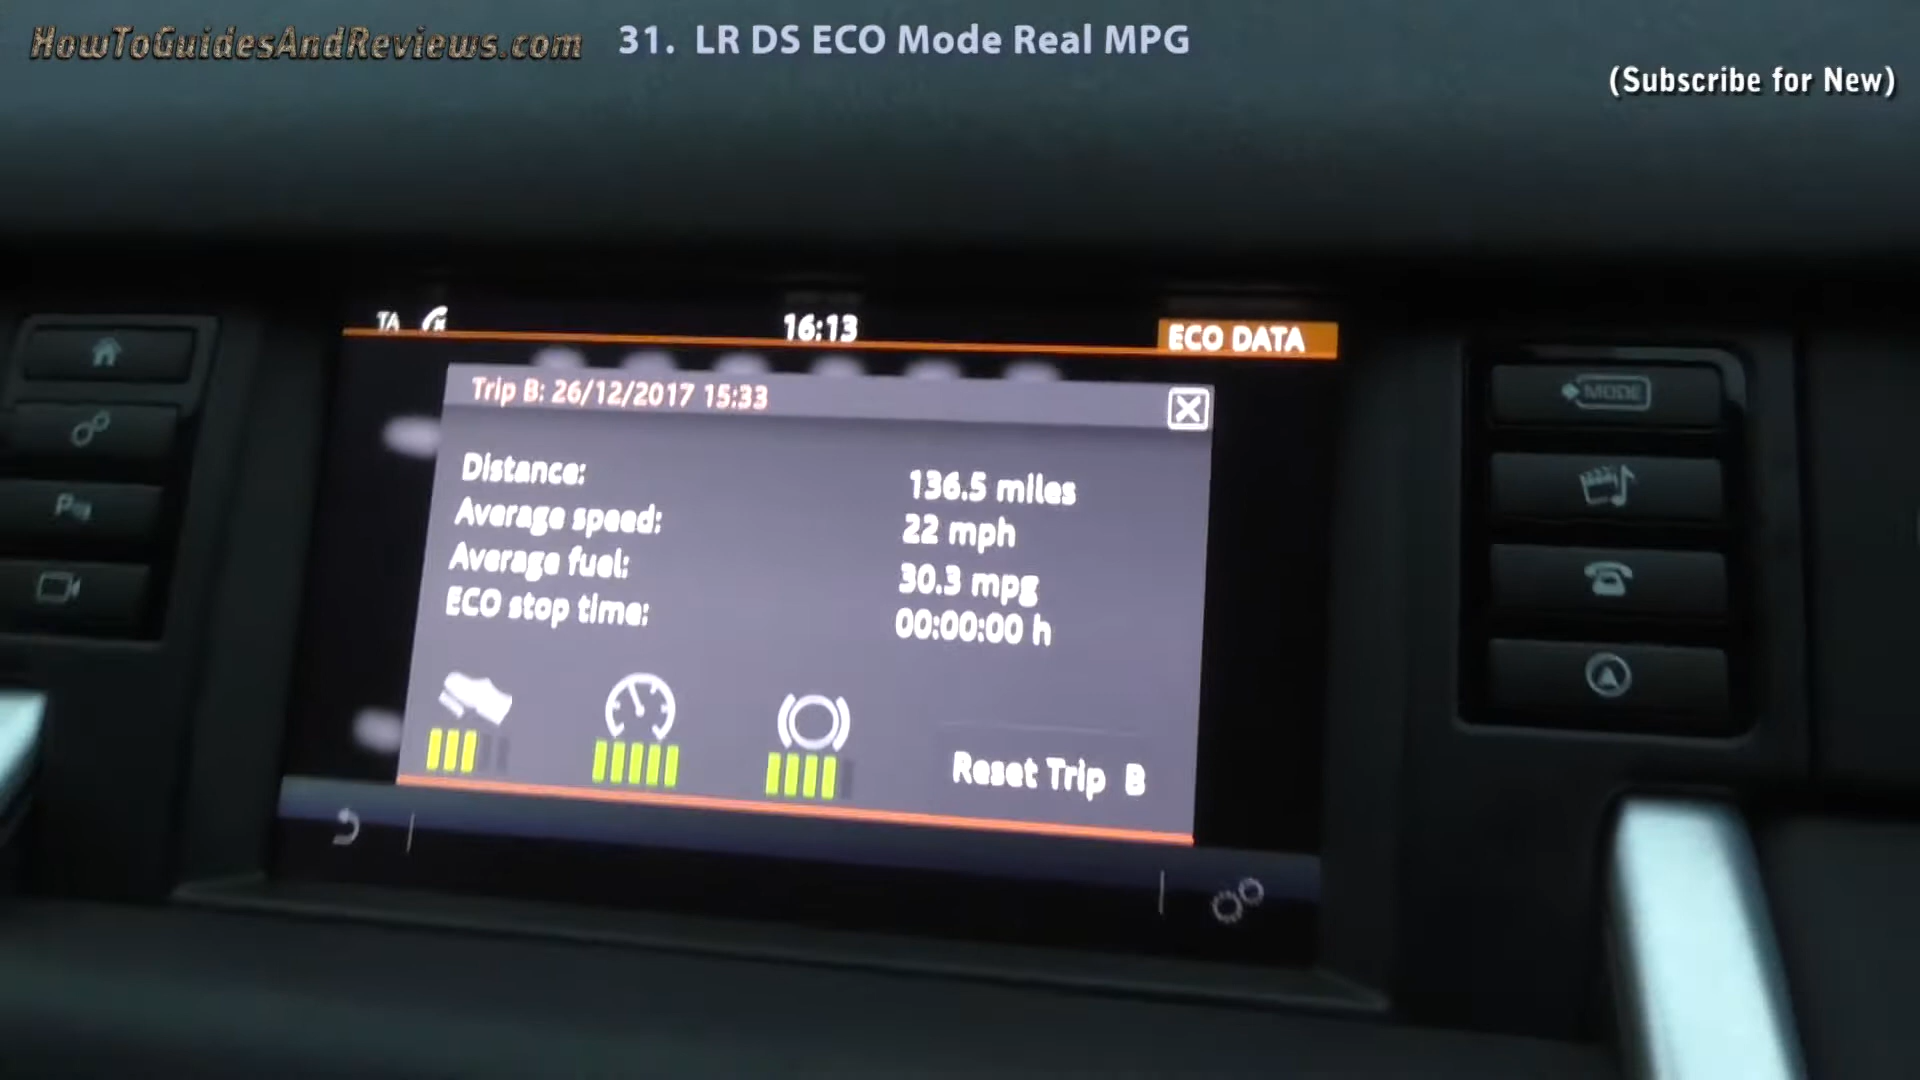 HowToGuidesAndReviews.com 31. LR DS ECO Mode Real MPG
(Subscribe for New)
TA 16:13 ECO DATA
Trip B: 26/12/2017 15:33
Distance: 136.5 miles
Average speed: 22 mph
Average fuel: 30.3 mpg
ECO stop time: 00:00:00 h
Reset Trip B
MODE